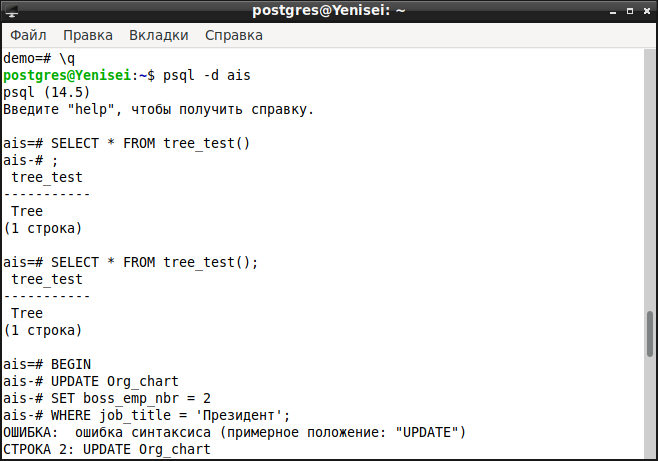 postgres@Yenisei: ~
Файл Правка Вкладки Справка
demo=# \q
postgres@Yenisei:~$ psql -d ais
psql (14.5)
Введите "help", чтобы получить справку.
ais=# SELECT * FROM tree_test()
ais-# ;
tree_test
-----------
Tree
(1 строка)
ais=# SELECT * FROM tree_test();
tree_test
-----------
Tree
(1 строка)
ais=# BEGIN
ais-# UPDATE Org_chart
ais-# SET boss_emp_nbr = 2
ais-# WHERE job_title = 'Президент';
ОШИБКА:  ошибка синтаксиса (примерное положение: "UPDATE")
СТРОКА 2: UPDATE Org_chart